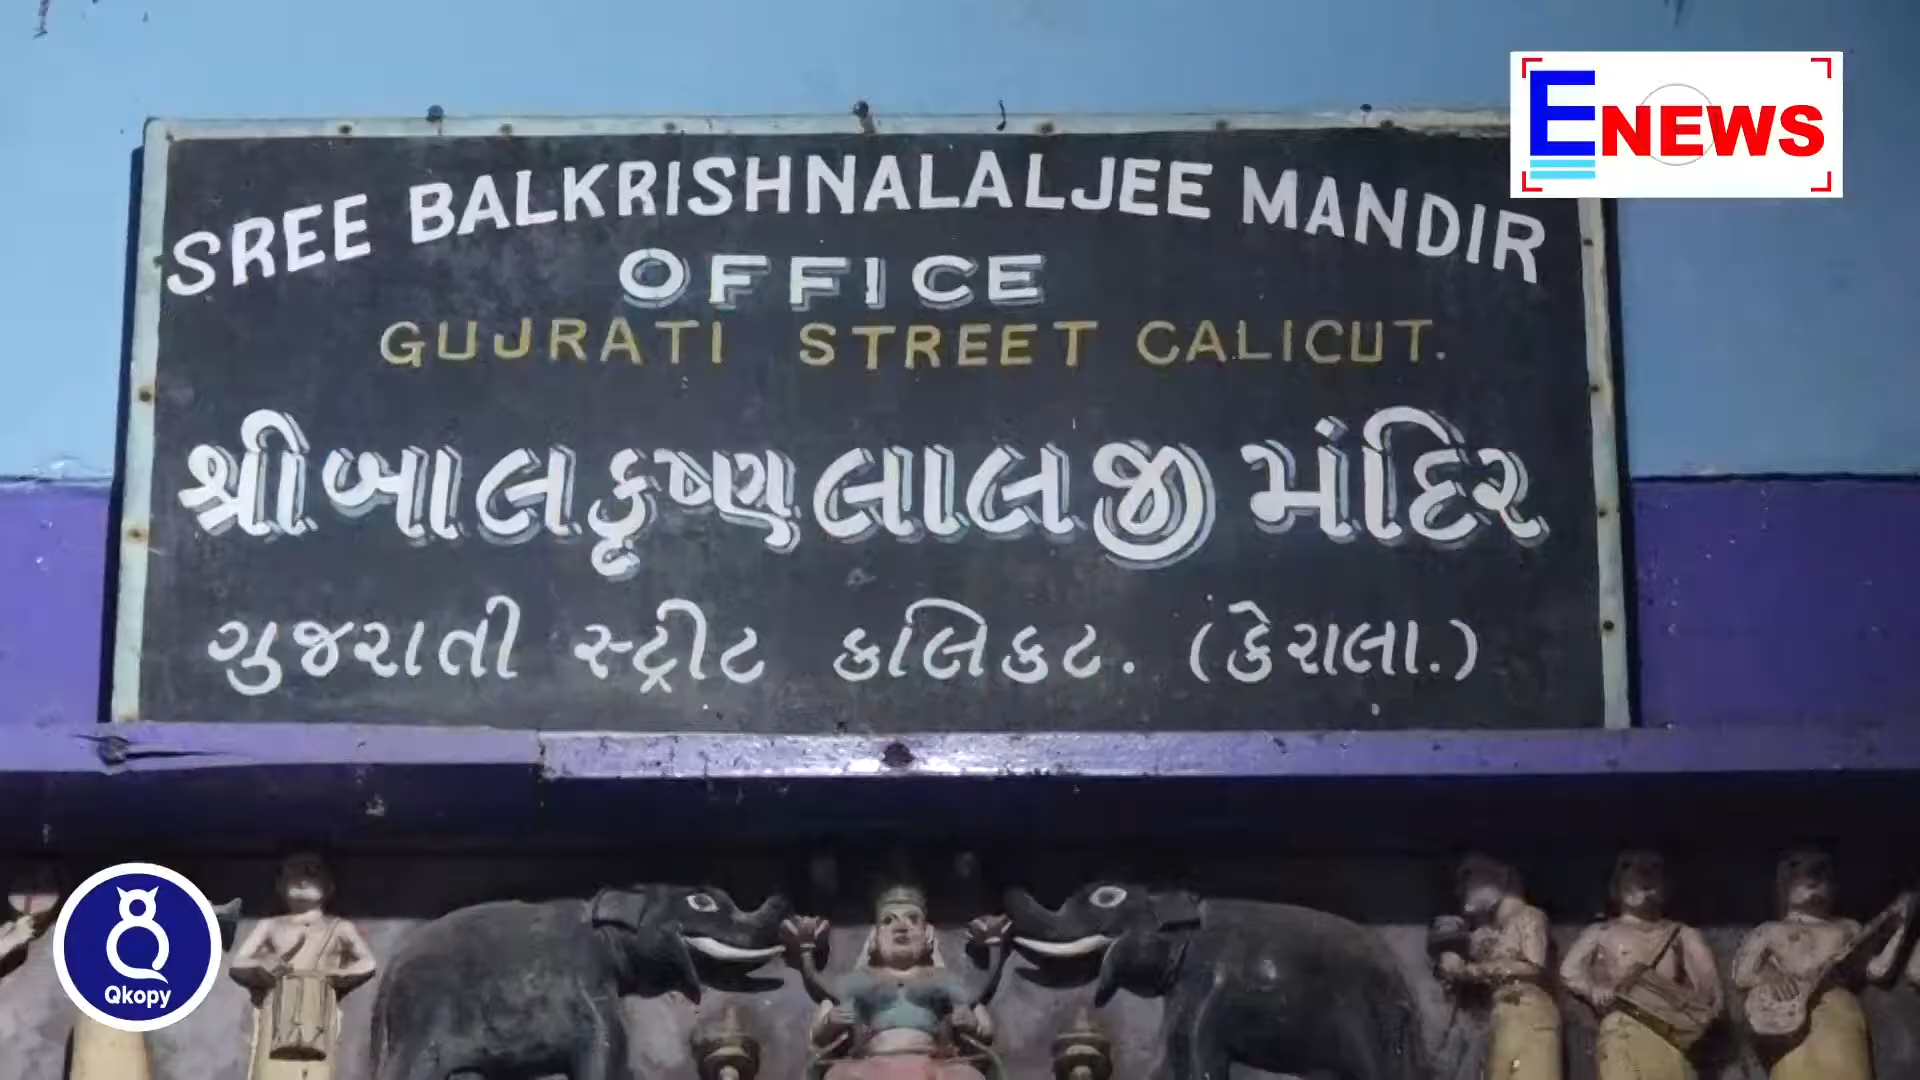 ENEWS
SREE BALKRISHNALALJEE MANDIR
OFFICE
GUJRATI STREET CALICUT.
શ્રી બાલકૃષ્ણલાલજી મંદિર
ગુજરાતી સ્ટ્રીટ કલિકટ. (કેરાલા.)
Qkopy